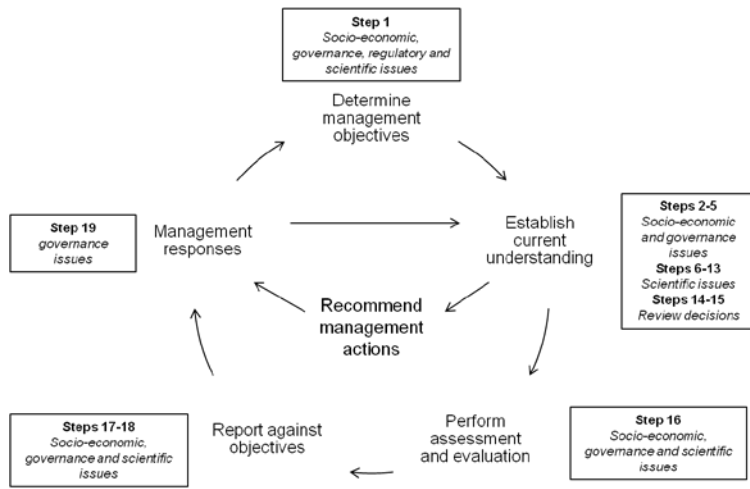 Step 1
Socio-economic,
governance, regulatory and
scientific issues
Determine
management
objectives
Step 19
governance
issues
Management
responses
Establish
current
understanding
Steps 2-5
Socio-economic
and governance
issues
Steps 6-13
Scientific issues
Steps 14-15
Review decisions
Recommend
management
actions
Steps 17-18
Socio-economic,
governance and scientific
issues
Report against
objectives
Perform
assessment
and evaluation
Step 16
Socio-economic,
governance and scientific
issues